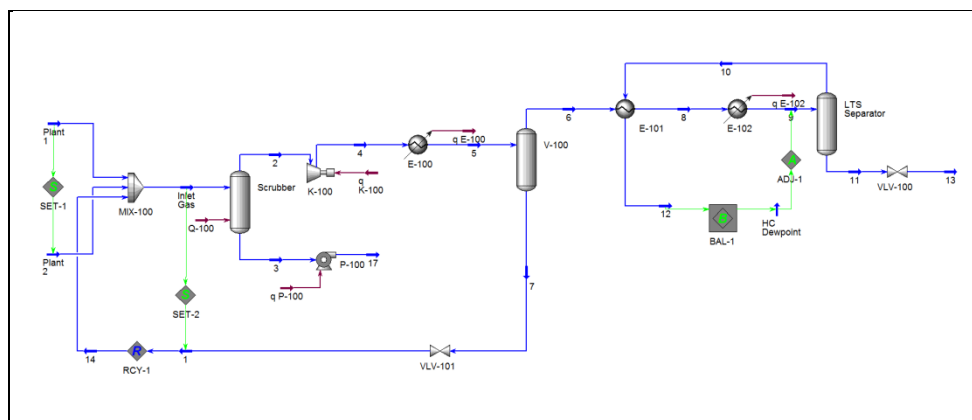 10
Plant
1
SET-1
Plant
2
MIX-100
Inlet
Gas
Scrubber
Q-100
2
K-100
q
K-100
4
E-100
q E-100
5
V-100
6
E-101
8
E-102
q E-102
9
LTS
Separator
ADJ-1
A
11
VLV-100
13
12
B
BAL-1
HC
Dewpoint
3
P-100
17
q P-100
7
S
S
SET-2
14
R
RCY-1
1
VLV-101